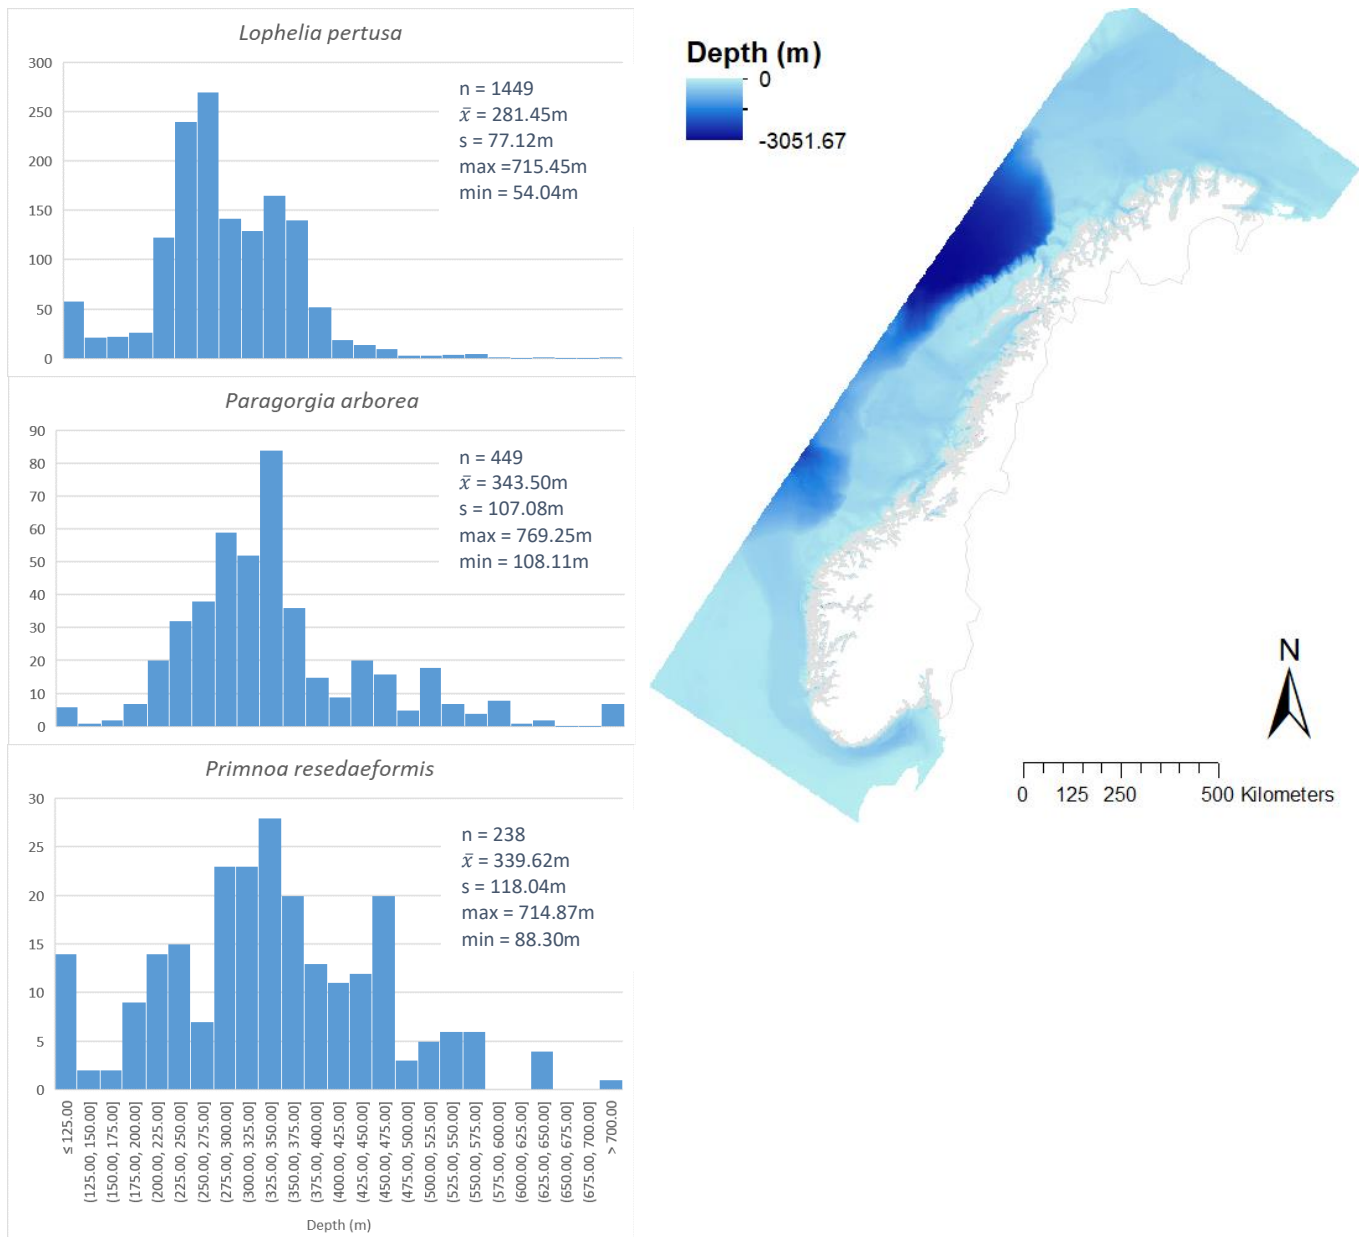 Lophelia pertusa
300
250
200
150
100
50
0
n = 1449
x̄ = 281.45m
s = 77.12m
max =715.45m
min = 54.04m
Paragorgia arborea
90
80
70
60
50
40
30
20
10
0
n = 449
x̄ = 343.50m
s = 107.08m
max = 769.25m
min = 108.11m
Primnoa resedaeformis
30
25
20
15
10
5
0
n = 238
x̄ = 339.62m
s = 118.04m
max = 714.87m
min = 88.30m
≤ 125.00
(125.00, 150.00]
(150.00, 175.00]
(175.00, 200.00]
(200.00, 225.00]
(225.00, 250.00]
(250.00, 275.00]
(275.00, 300.00]
(300.00, 325.00]
(325.00, 350.00]
(350.00, 375.00]
(375.00, 400.00]
(400.00, 425.00]
(425.00, 450.00]
(450.00, 475.00]
(475.00, 500.00]
(500.00, 525.00]
(525.00, 550.00]
(550.00, 575.00]
(575.00, 600.00]
(600.00, 625.00]
(625.00, 650.00]
(650.00, 675.00]
(675.00, 700.00]
> 700.00
Depth (m)
Depth (m)
0
-3051.67
N
0 125 250 500 Kilometers